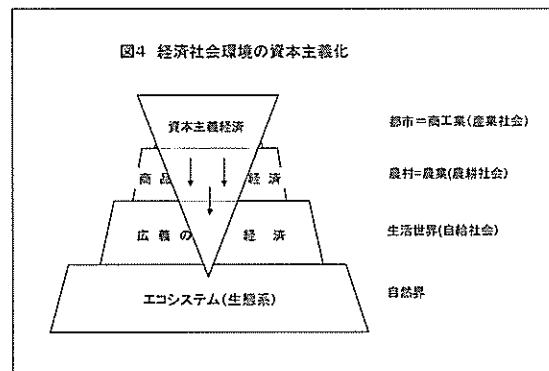 図4 経済社会環境の資本主義化
資本主義経済 都市=商工業(産業社会)
商品 経済 農村=農業(農耕社会)
広義の 経済 生活世界(自給社会)
エコシステム(生態系) 自然界